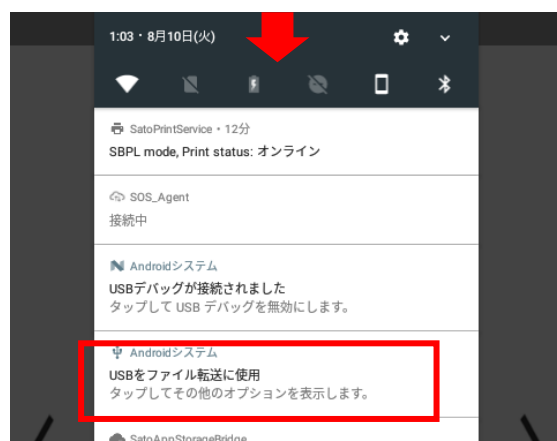 1:03・8月10日(火)
SatoPrintService・12分
SBPL mode, Print status: オンライン
SOS_Agent
接続中
Androidシステム
USBデバッグが接続されました
タップして USB デバッグを無効にします。
Androidシステム
USBをファイル転送に使用
タップしてその他のオプションを表示します。
SatoAppStorageBridge